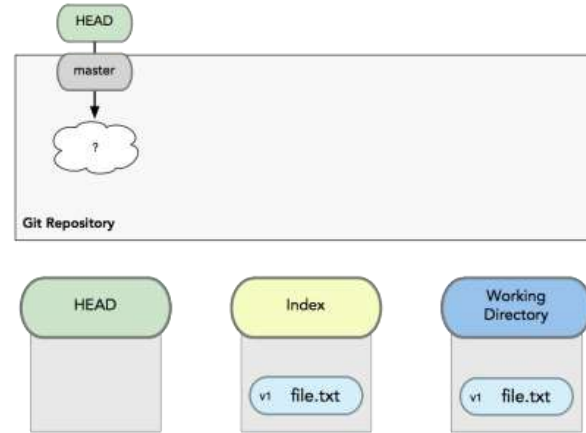 HEAD
master
?
Git Repository
HEAD
Index
Working
Directory
v1 file.txt
v1 file.txt